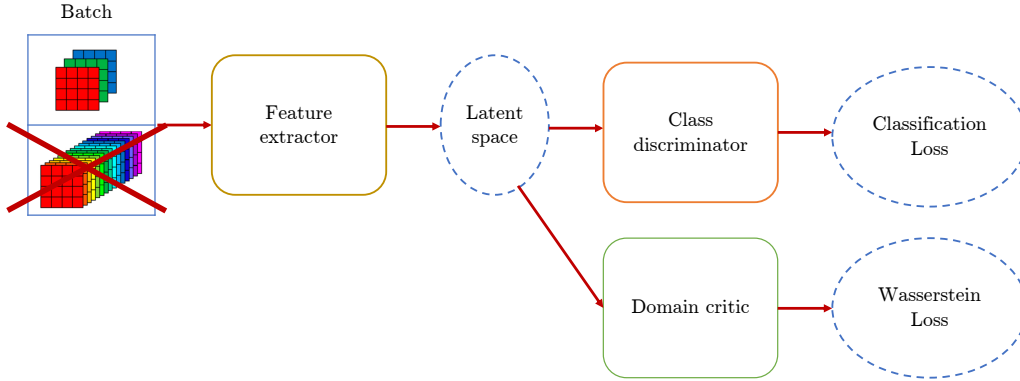 Batch
Feature
extractor
Latent
space
Class
discriminator
Classification
Loss
Domain critic
Wasserstein
Loss